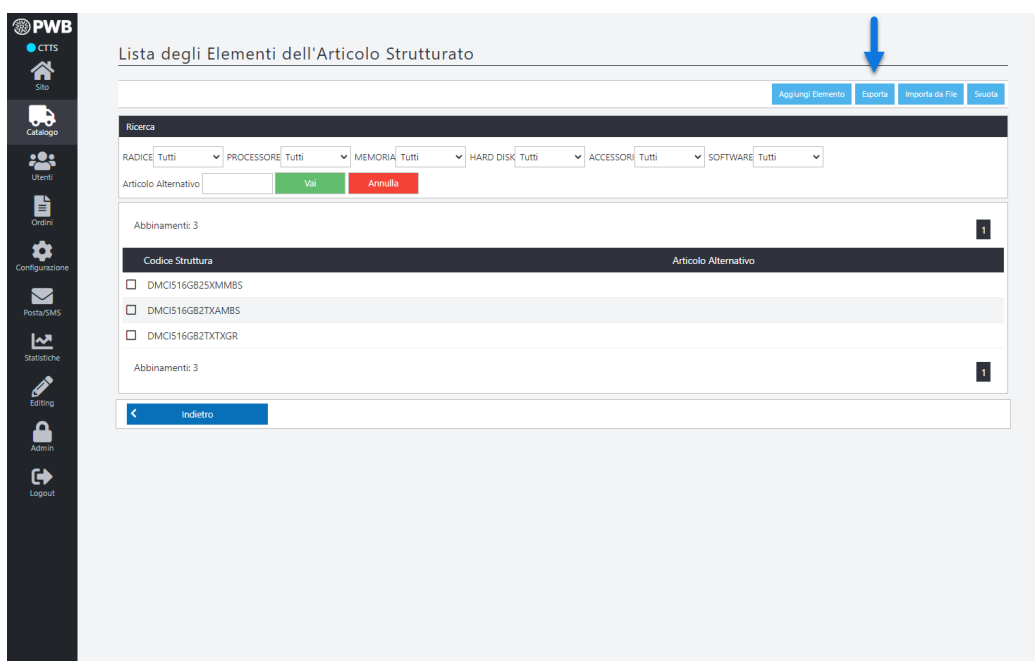 PWB
CTTS
Sito
Catalogo
Utenti
Ordini
Configurazione
Posta/SMS
Statistiche
Editing
Admin
Logout
Lista degli Elementi dell'Articolo Strutturato
Aggiungi Elemento Esporta Importa da File Svuota
Ricerca
RADICE Tutti PROCESSORE Tutti MEMORIA Tutti HARD DISK Tutti ACCESSORI Tutti SOFTWARE Tutti
Articolo Alternativo Vai Annulla
Abbinamenti: 3 1
Codice Struttura Articolo Alternativo
DMCI516GB25XMMBS
DMCI516GB2TXAMBS
DMCI516GB2TXTXGR
Abbinamenti: 3 1
Indietro